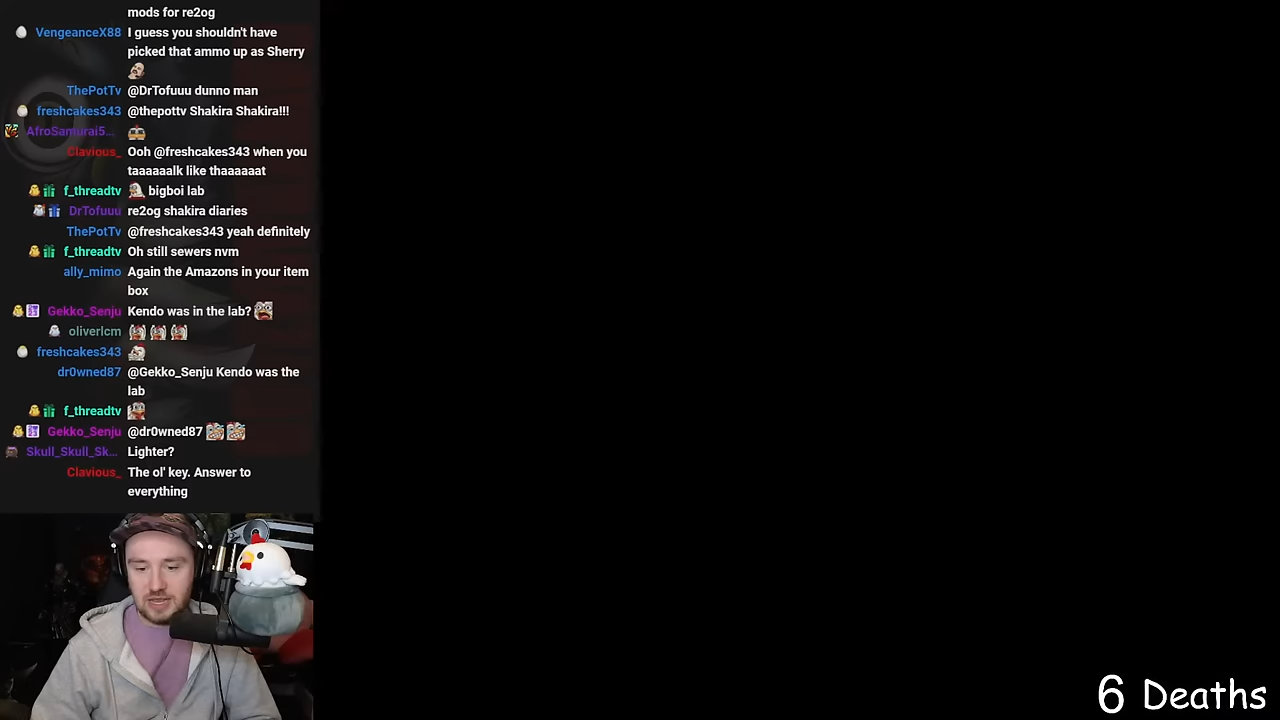 mods for re2og
VengeanceX88 I guess you shouldn't have
picked that ammo up as Sherry
ThePotTv @DrTofuuu dunno man
freshcakes343 @thepottv Shakira Shakira!!!
AfroSamurai5...
Clavious_ Ooh @freshcakes343 when you
taaaaaalk like thaaaaaat
f_threadtv bigboi lab
DrTofuuu re2og shakira diaries
ThePotTv @freshcakes343 yeah definitely
f_threadtv Oh still sewers nvm
ally_mimo Again the Amazons in your item
box
Gekko_Senju Kendo was in the lab?
oliverlcm
freshcakes343
dr0wned87 @Gekko_Senju Kendo was the
lab
f_threadtv
Gekko_Senju @dr0wned87
Skull_Skull_Sk... Lighter?
Clavious_ The ol' key. Answer to
everything
6 Deaths